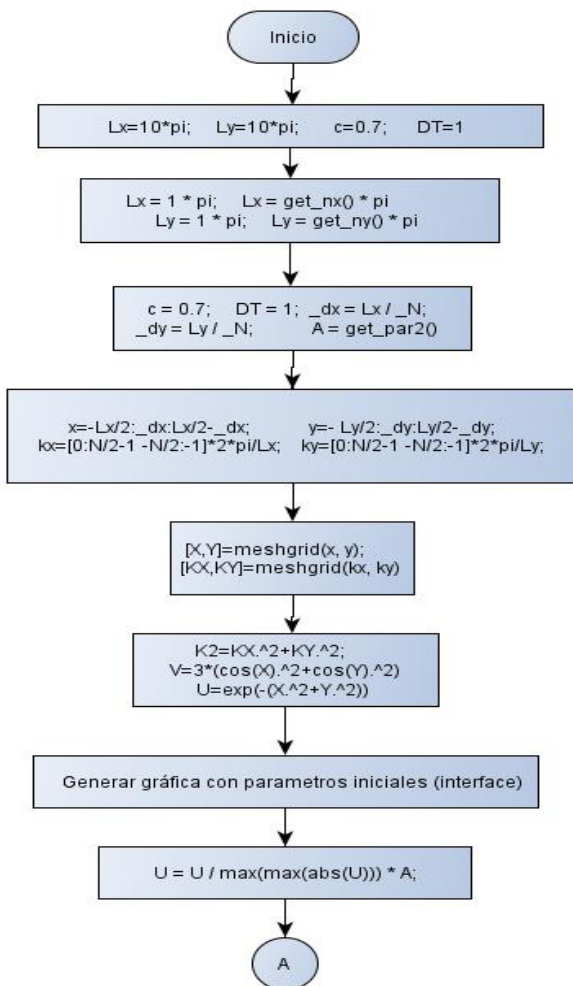 Inicio
Lx=10*pi; Ly=10*pi; c=0.7; DT=1
Lx = 1 * pi; Lx = get_nx() * pi
Ly = 1 * pi; Ly = get_ny() * pi
c = 0.7; DT = 1; _dx = Lx / _N;
_dy = Ly / _N; A = get_par2()
x=-Lx/2:_dx:Lx/2-_dx; y=- Ly/2:_dy:Ly/2-_dy;
kx=[0:N/2-1 -N/2:-1]*2*pi/Lx; ky=[0:N/2-1 -N/2:-1]*2*pi/Ly;
[X,Y]=meshgrid(x, y);
[KX,KY]=meshgrid(kx, ky)
K2=KX.^2+KY.^2;
V=3*(cos(X).^2+cos(Y).^2)
U=exp(-(X.^2+Y.^2))
Generar gráfica con parametros iniciales (interface)
U = U / max(max(abs(U))) * A;
A